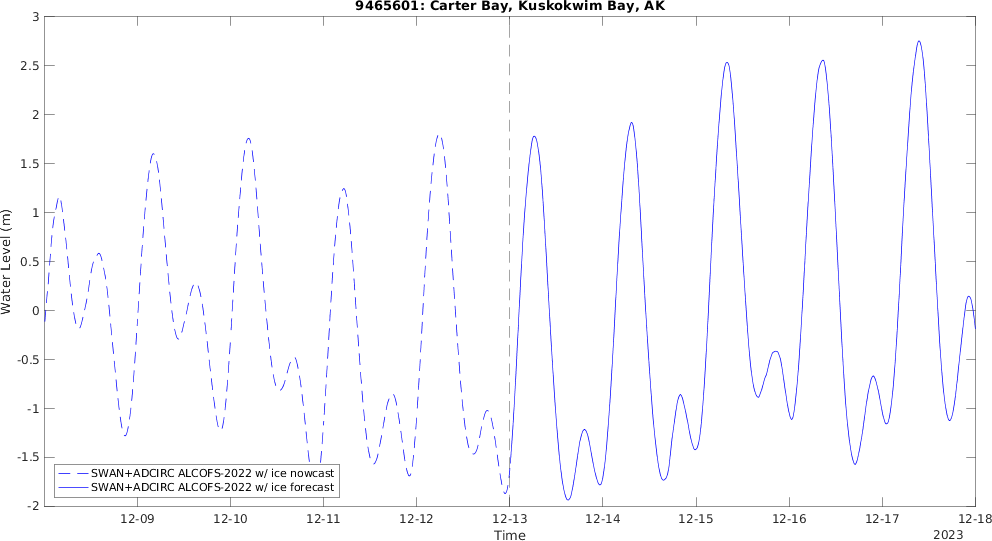 9465601: Carter Bay, Kuskokwim Bay, AK
3
2.5
2
1.5
1
0.5
0
-0.5
-1
-1.5
-2
Water Level (m)
SWAN+ADCIRC ALCOFS-2022 w/ ice nowcast
SWAN+ADCIRC ALCOFS-2022 w/ ice forecast
12-09 12-10 12-11 12-12 12-13 12-14 12-15 12-16 12-17 12-18
Time
2023